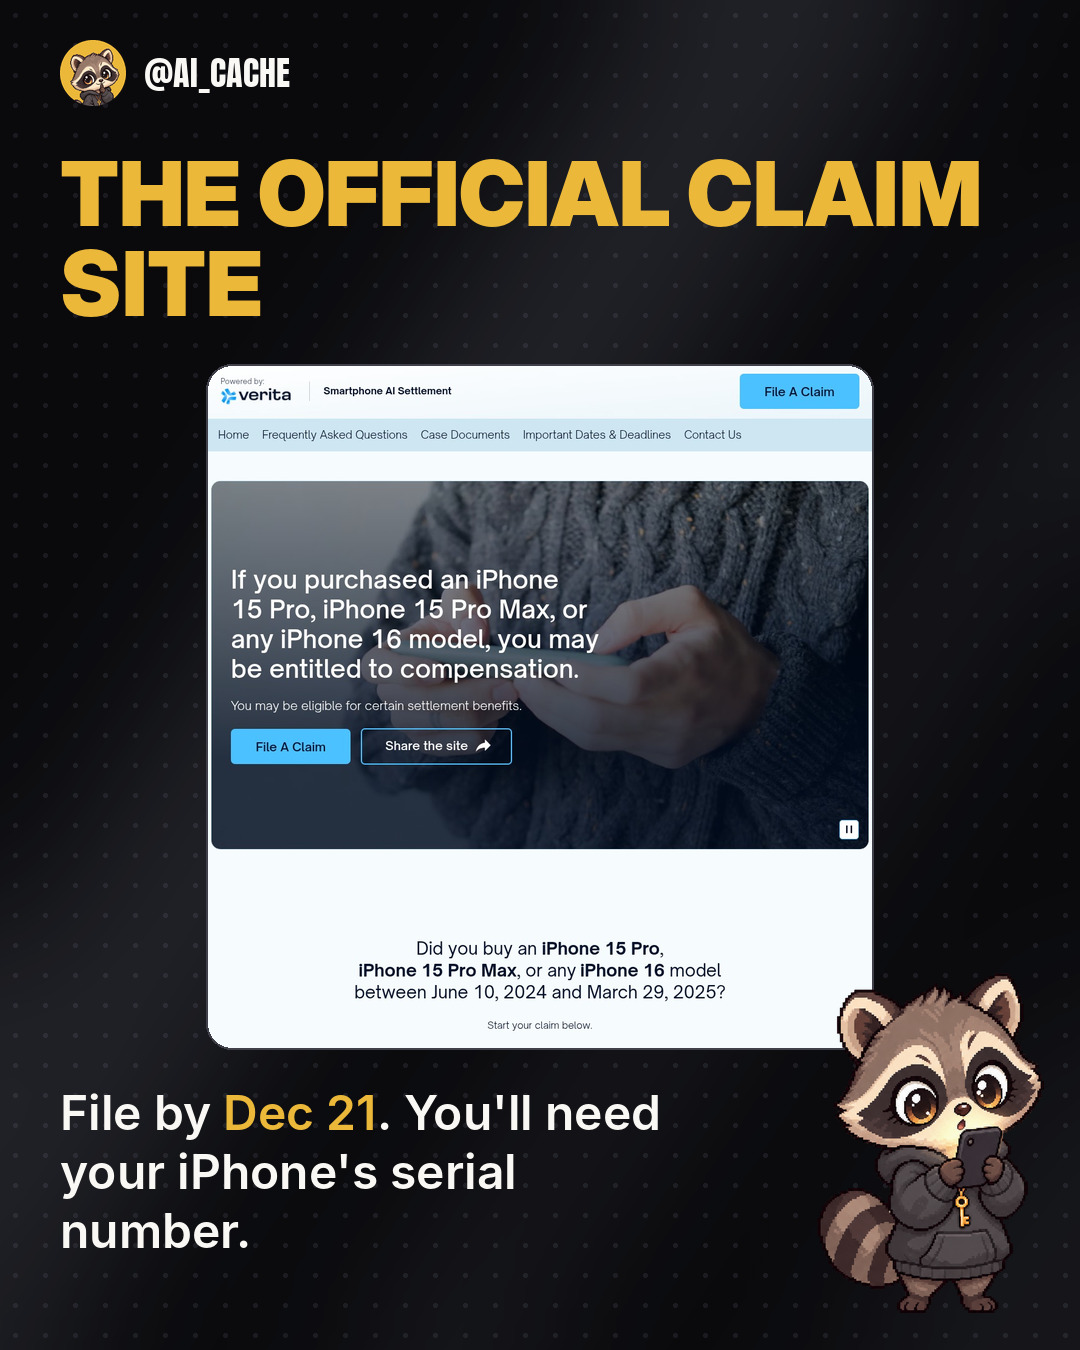 @AI_CACHE
THE OFFICIAL CLAIM
SITE
Powered by:
verita
Smartphone AI Settlement
File A Claim
Home Frequently Asked Questions Case Documents Important Dates & Deadlines Contact Us
If you purchased an iPhone
15 Pro, iPhone 15 Pro Max, or
any iPhone 16 model, you may
be entitled to compensation.
You may be eligible for certain settlement benefits.
File A Claim Share the site
Did you buy an iPhone 15 Pro,
iPhone 15 Pro Max, or any iPhone 16 model
between June 10, 2024 and March 29, 2025?
Start your claim below.
File by Dec 21. You'll need
your iPhone's serial
number.